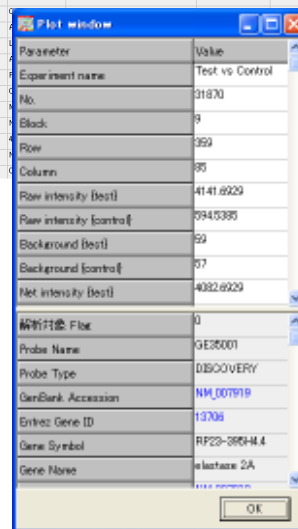 Plot window
Parameter Value
Experiment name Test vs Control
No. 31870
Block 9
Row 359
Column 85
Raw intensity (test) 4141.6929
Raw intensity (control) 594.5385
Background (test) 59
Background (control) 57
Net intensity (test) 4082.6929
解析対象 Flag 0
Probe Name GE35001
Probe Type DISCOVERY
GenBank Accession NM_007919
Entrez Gene ID 13706
Gene Symbol RP23-395H4.4
Gene Name elastase 2A
OK